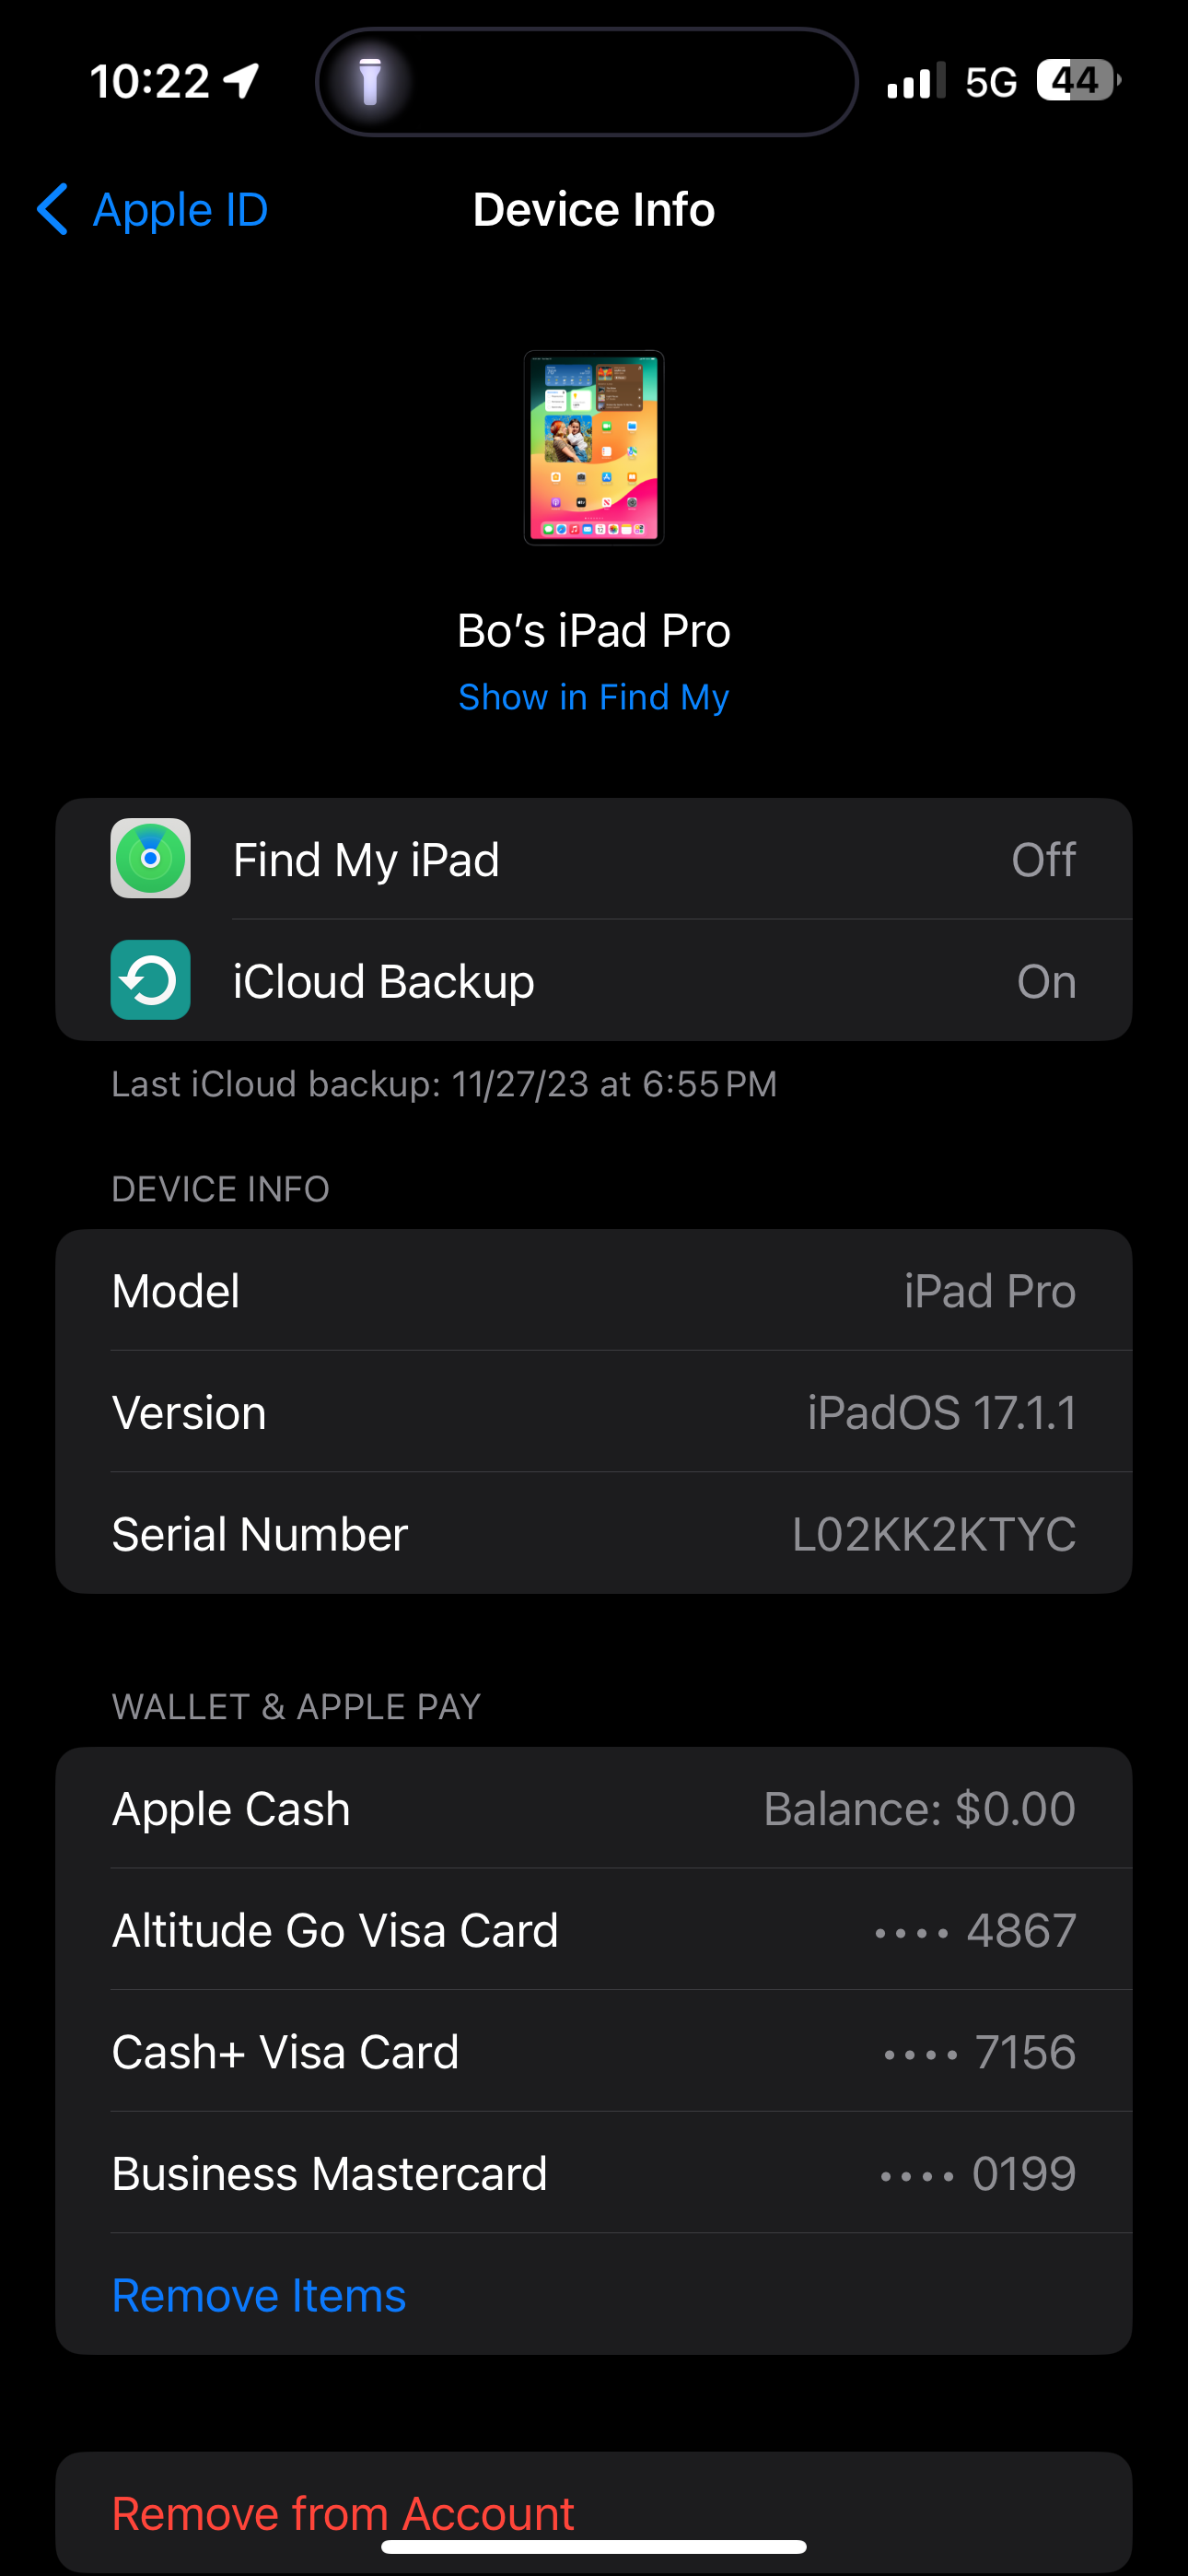 10:22
5G 44
Apple ID
Device Info
Bo’s iPad Pro
Show in Find My
Find My iPad Off
iCloud Backup On
Last iCloud backup: 11/27/23 at 6:55 PM
DEVICE INFO
Model iPad Pro
Version iPadOS 17.1.1
Serial Number L02KK2KTYC
WALLET & APPLE PAY
Apple Cash Balance: $0.00
Altitude Go Visa Card •••• 4867
Cash+ Visa Card •••• 7156
Business Mastercard •••• 0199
Remove Items
Remove from Account